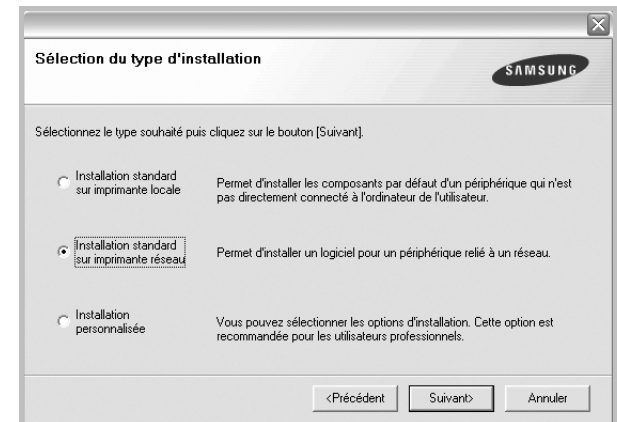 Sélection du type d'installation
SAMSUNG
Sélectionnez le type souhaité puis cliquez sur le bouton [Suivant].
Installation standard
sur imprimante locale
Permet d'installer les composants par défaut d'un périphérique qui n'est
pas directement connecté à l'ordinateur de l'utilisateur.
Installation standard
sur imprimante réseau
Permet d'installer un logiciel pour un périphérique relié à un réseau.
Installation
personnalisée
Vous pouvez sélectionner les options d'installation. Cette option est
recommandée pour les utilisateurs professionnels.
<Précédent Suivant> Annuler